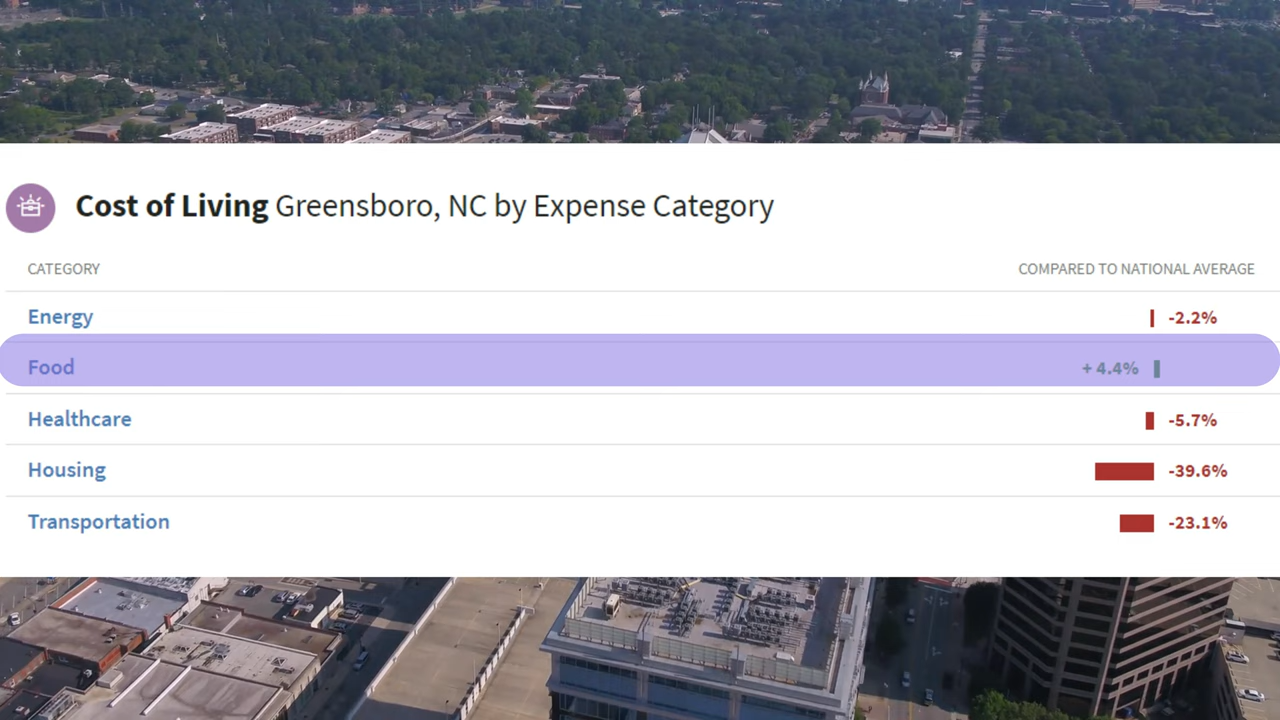 Cost of Living Greensboro, NC by Expense Category
CATEGORY COMPARED TO NATIONAL AVERAGE
Energy -2.2%
Food + 4.4%
Healthcare -5.7%
Housing -39.6%
Transportation -23.1%